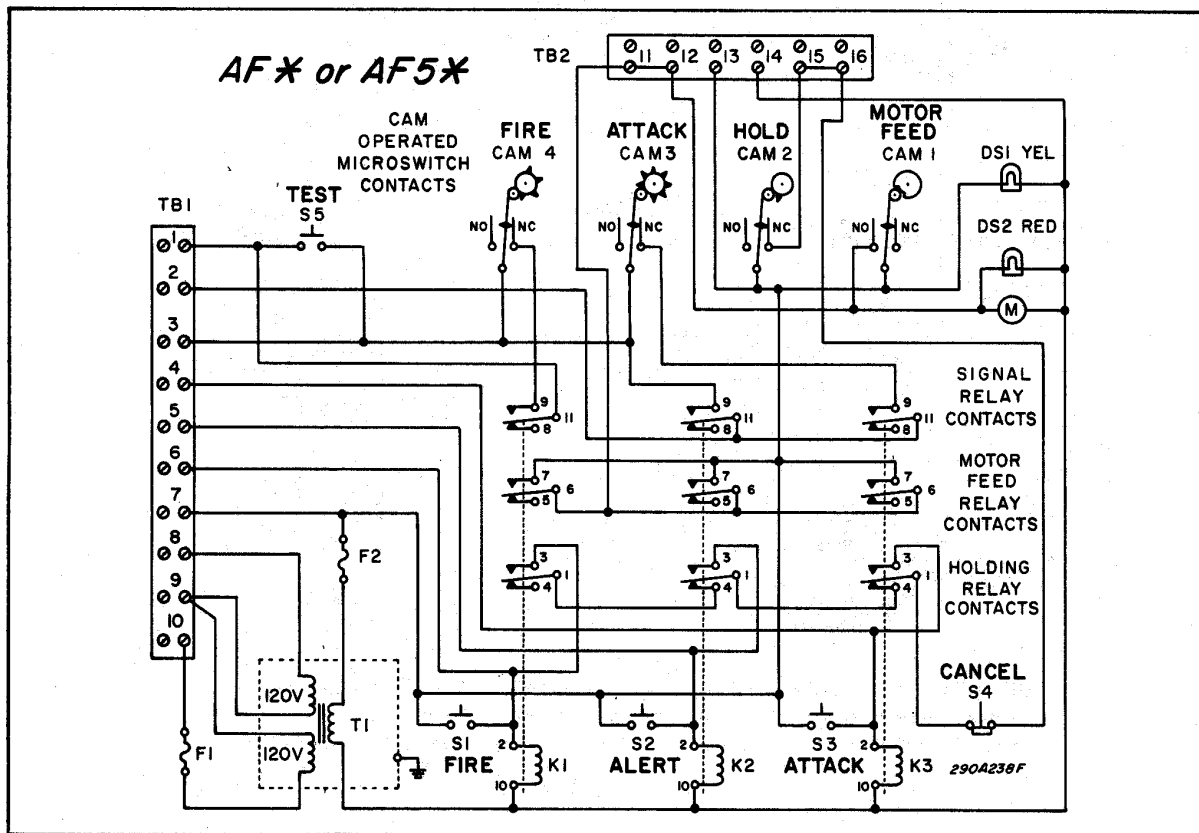 AF* or AF5*
TB2
11 12 13 14 15 16
CAM
OPERATED
MICROSWITCH
CONTACTS
FIRE
CAM 4
ATTACK
CAM3
HOLD
CAM 2
MOTOR
FEED
CAM 1
DS1 YEL
DS2 RED
M
TEST
S5
NO NC
NO NC
NO NC
NO NC
TB1
1
2
3
4
5
6
7
8
9
10
9 11 8
9 11 8
9 11 8
SIGNAL
RELAY
CONTACTS
7 6 5
7 6 5
7 6 5
MOTOR
FEED
RELAY
CONTACTS
3 1 4
3 1 4
3 1 4
HOLDING
RELAY
CONTACTS
F2
F1
120V
120V
T1
S1
FIRE
2
10
K1
S2
ALERT
2
10
K2
S3
ATTACK
2
10
K3
CANCEL
S4
290A238F